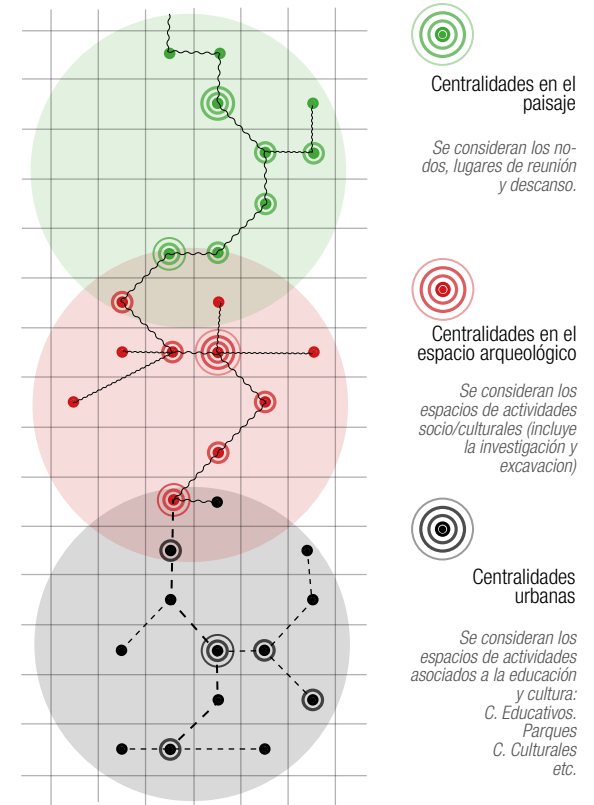 Centralidades en el
paisaje
Se consideran los no-
dos, lugares de reunión
y descanso.
Centralidades en el
espacio arqueológico
Se consideran los
espacios de actividades
socio/culturales (incluye
la investigación y
excavacion)
Centralidades
urbanas
Se consideran los
espacios de actividades
asociados a la educación
y cultura:
C. Educativos.
Parques
C. Culturales
etc.